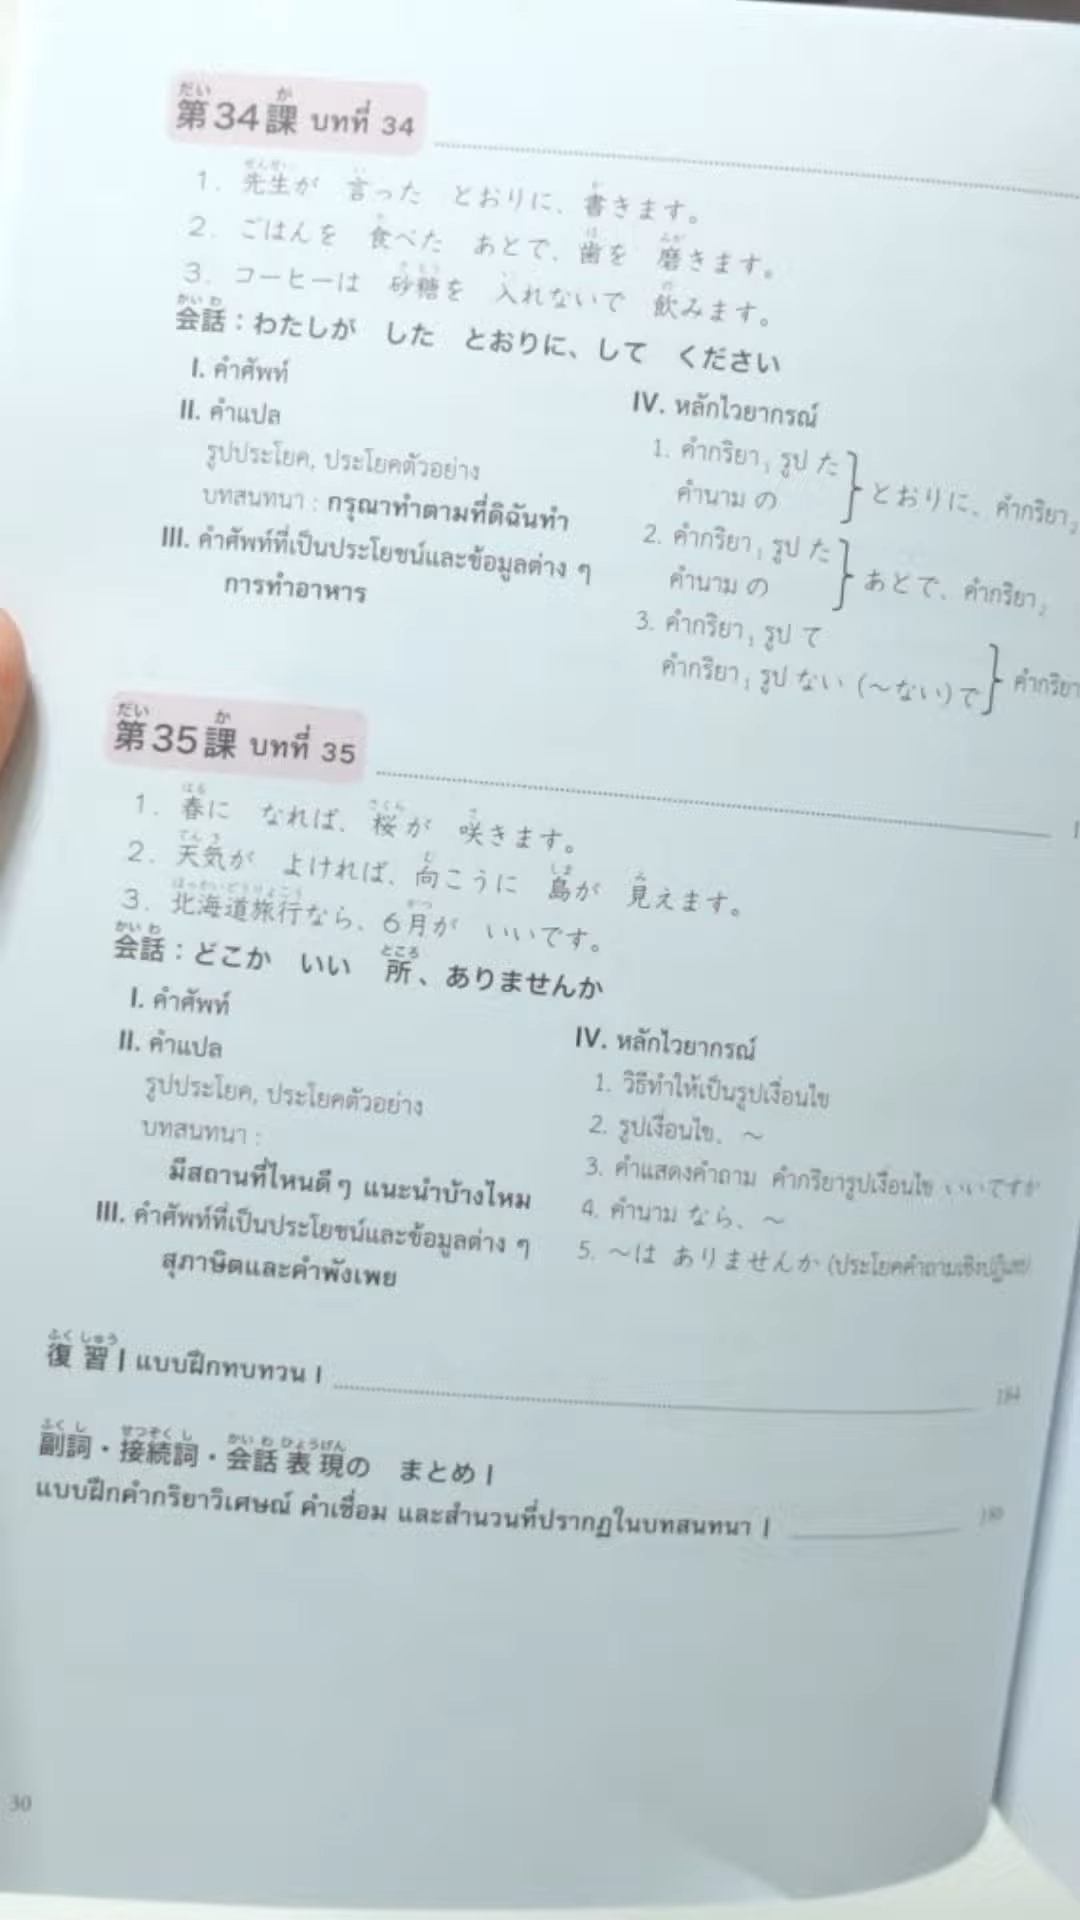 第34課 บทที่ 34
1. 先生が 言った とおりに、書きます。
2. ごはんを 食べた あとで、歯を 磨きます。
3. コーヒーは 砂糖を 入れないで 飲みます。
会話：わたしが した とおりに、して ください
I. คำศัพท์
II. คำแปล
รูปประโยค, ประโยคตัวอย่าง
บทสนทนา : กรุณาทำตามที่ดิฉันทำ
III. คำศัพท์ที่เป็นประโยชน์และข้อมูลต่าง ๆ
การทำอาหาร
IV. หลักไวยากรณ์
1. คำกริยา₁ รูป た
คำนาม の
とおりに、คำกริยา₂
2. คำกริยา₁ รูป た
คำนาม の
あとで、คำกริยา₂
3. คำกริยา₁ รูป て
คำกริยา₁ รูป ない (〜ない) で
คำกริยา
第35課 บทที่ 35
1. 春に なれば、桜が 咲きます。
2. 天気が よければ、向こうに 島が 見えます。
3. 北海道旅行なら、6月が いいです。
会話：どこか いい 所、ありませんか
I. คำศัพท์
II. คำแปล
รูปประโยค, ประโยคตัวอย่าง
บทสนทนา :
มีสถานที่ไหนดีๆ แนะนำบ้างไหม
III. คำศัพท์ที่เป็นประโยชน์และข้อมูลต่าง ๆ
สุภาษิตและคำพังเพย
IV. หลักไวยากรณ์
1. วิธีทำให้เป็นรูปเงื่อนไข
2. รูปเงื่อนไข、〜
3. คำแสดงคำถาม คำกริยารูปเงื่อนไข いいですか
4. คำนาม なら、〜
5. 〜は ありませんか (ประโยคคำถามเชิงปฏิเสธ)
復習 I แบบฝึกทบทวน I 184
副詞・接続詞・会話表現の まとめ I
แบบฝึกคำกริยาวิเศษณ์ คำเชื่อม และสำนวนที่ปรากฏในบทสนทนา I
30